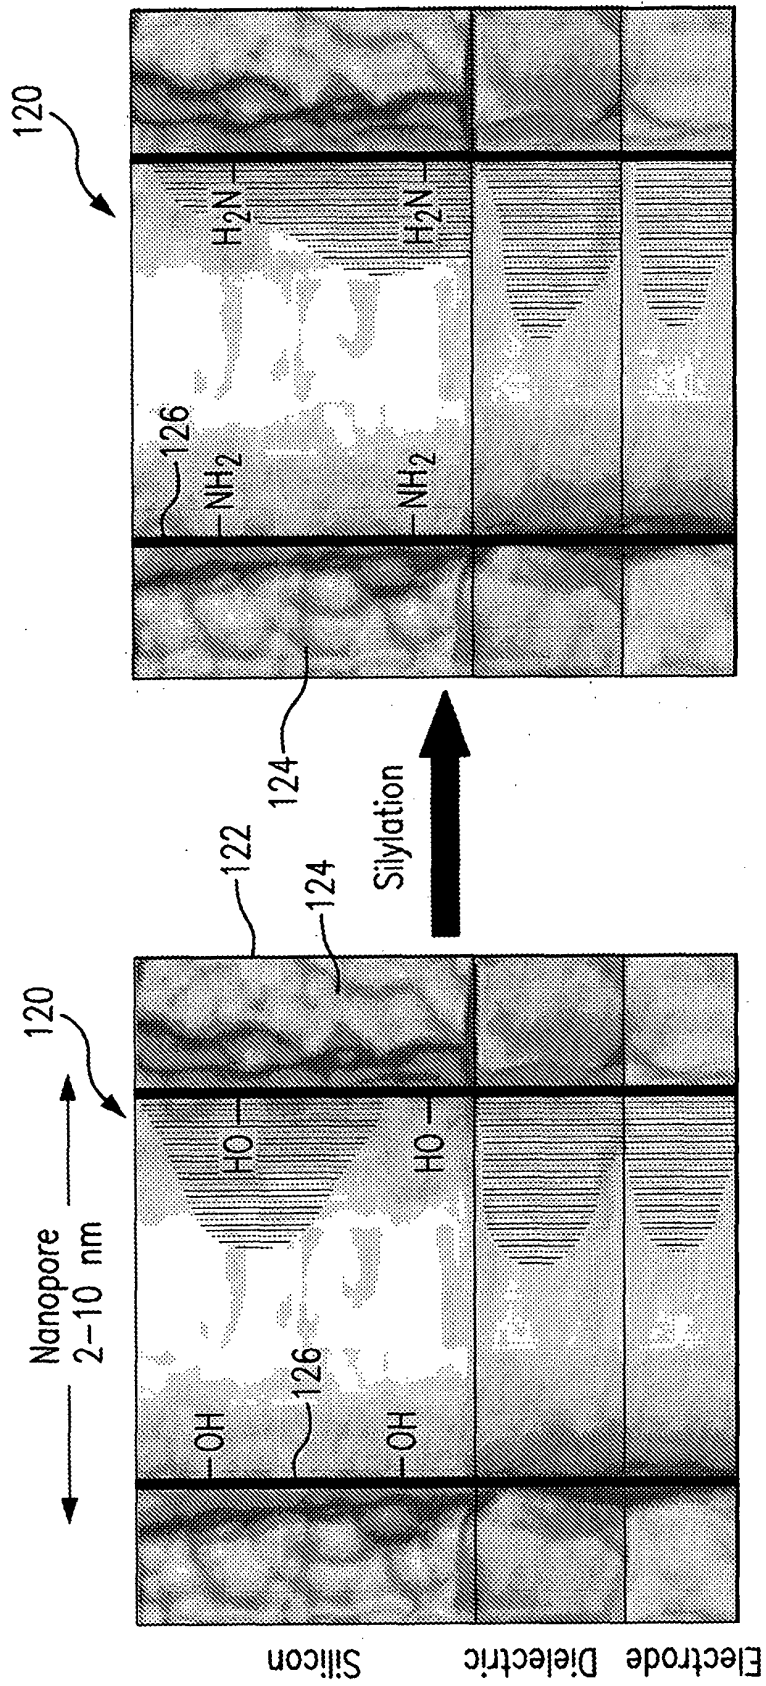 Nanopore
2–10 nm
120
122
124
126
–OH
–OH
HO–
HO–
Silicon
Dielectric
Electrode
Silylation
120
124
126
–NH2
–NH2
H2N
H2N